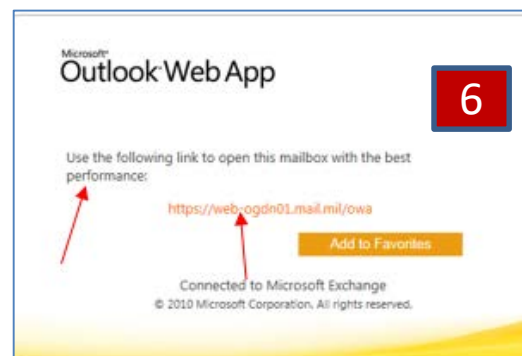 Microsoft®
Outlook Web App
6
Use the following link to open this mailbox with the best
performance:
https://web-ogdn01.mail.mil/owa
Add to Favorites
Connected to Microsoft Exchange
© 2010 Microsoft Corporation. All rights reserved.